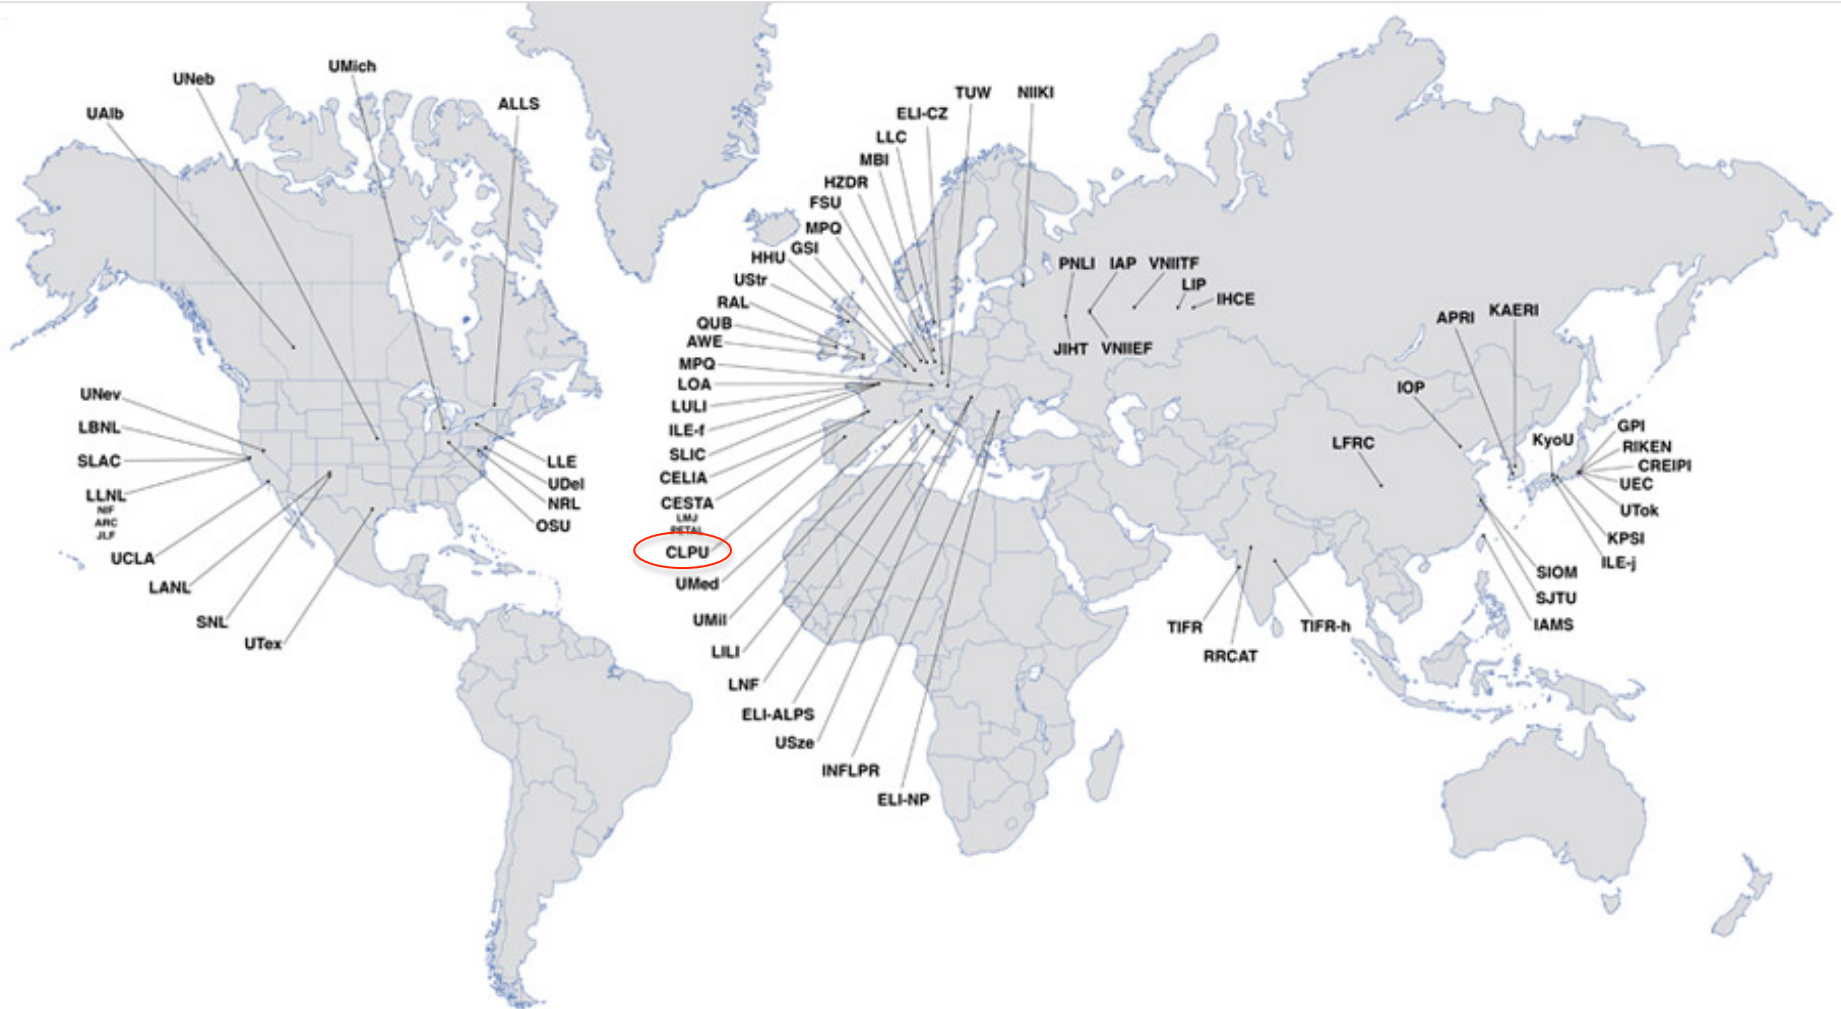 UAlb
UNeb
UMich
ALLS
UNev
LBNL
SLAC
LLNL
NIF
ARC
JLF
UCLA
LANL
SNL
UTex
LLE
UDel
NRL
OSU
TUW
NIIKI
ELI-CZ
LLC
MBI
HZDR
FSU
MPQ
GSI
HHU
UStr
RAL
QUB
AWE
MPQ
LOA
LULI
ILE-f
SLIC
CELIA
CESTA
LMJ
PETAL
CLPU
UMed
UMil
LILI
LNF
ELI-ALPS
USze
INFLPR
ELI-NP
PNLI
IAP
VNIITF
LIP
IHCE
JIHT
VNIIEF
APRI
KAERI
IOP
LFRC
KyoU
GPI
RIKEN
CREIPI
UEC
UTok
KPSI
ILE-j
SIOM
SJTU
IAMS
TIFR
RRCAT
TIFR-h